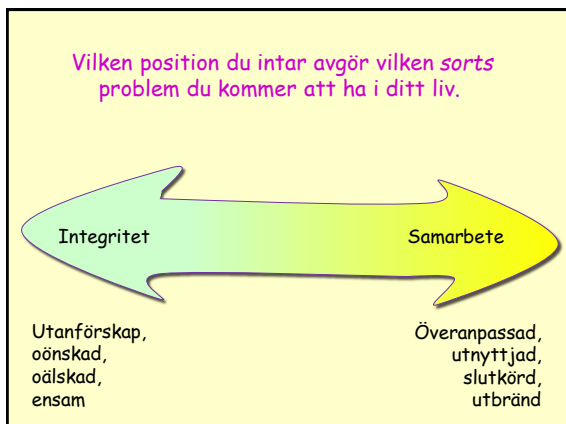 Vilken position du intar avgör vilken sorts
problem du kommer att ha i ditt liv.
Integritet
Samarbete
Utanförskap,
oönskad,
oälskad,
ensam
Överanpassad,
utnyttjad,
slutkörd,
utbränd